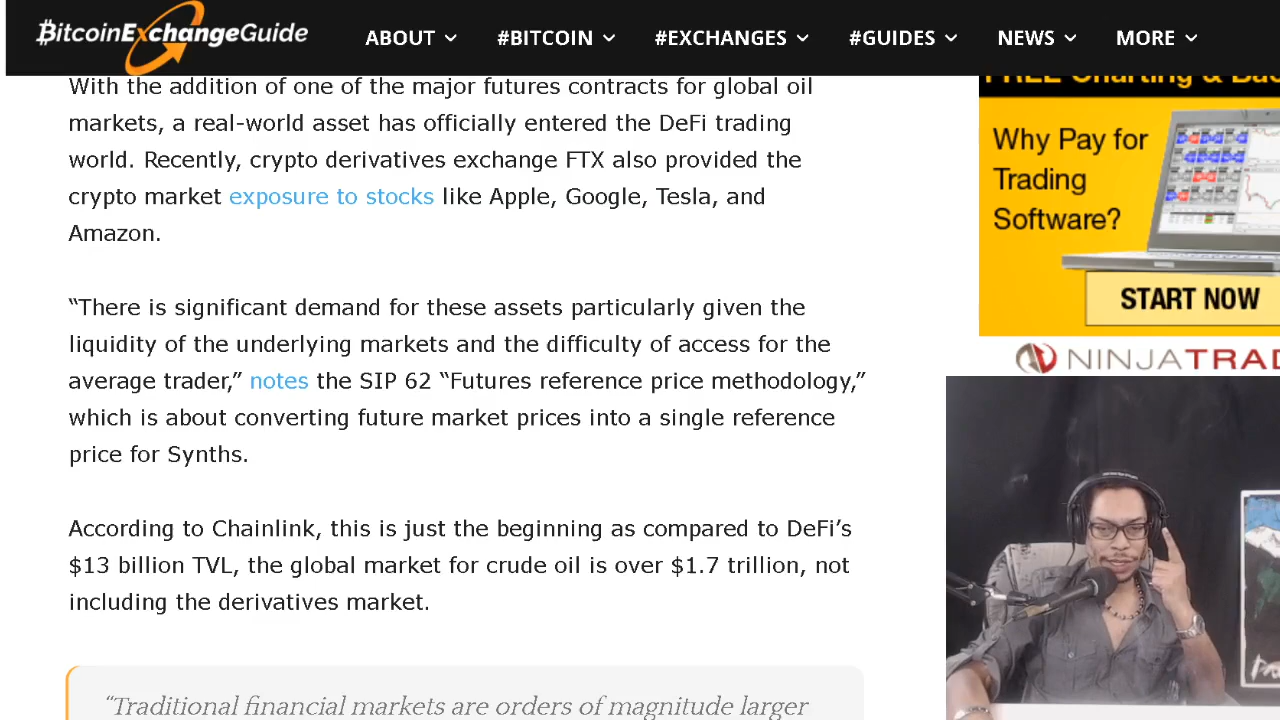 BitcoinExchangeGuide
ABOUT #BITCOIN #EXCHANGES #GUIDES NEWS MORE
With the addition of one of the major futures contracts for global oil
markets, a real-world asset has officially entered the DeFi trading
world. Recently, crypto derivatives exchange FTX also provided the
crypto market exposure to stocks like Apple, Google, Tesla, and
Amazon.
“There is significant demand for these assets particularly given the
liquidity of the underlying markets and the difficulty of access for the
average trader,” notes the SIP 62 “Futures reference price methodology,”
which is about converting future market prices into a single reference
price for Synths.
According to Chainlink, this is just the beginning as compared to DeFi’s
$13 billion TVL, the global market for crude oil is over $1.7 trillion, not
including the derivatives market.
“Traditional financial markets are orders of magnitude larger
FREE Charting &
Why Pay for
Trading
Software?
START NOW
NINJATRAD